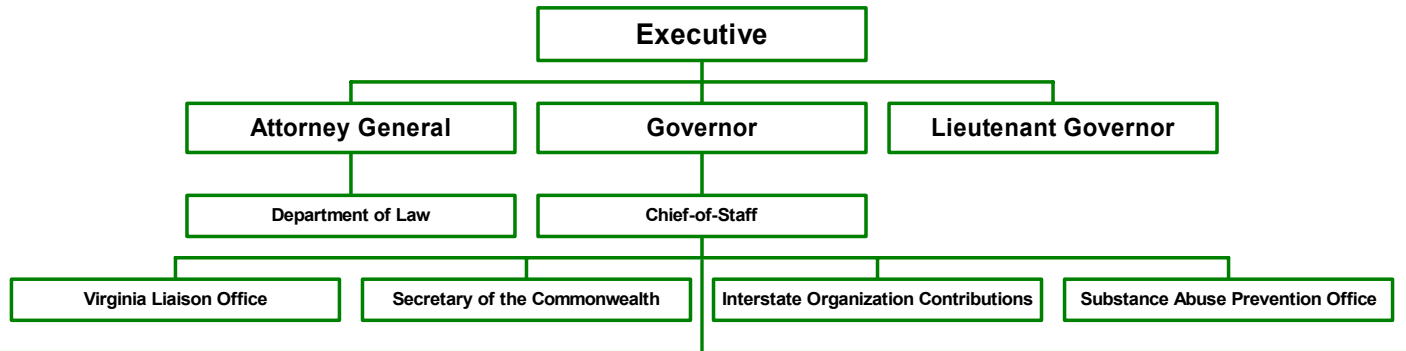 Executive
Attorney General
Governor
Lieutenant Governor
Department of Law
Chief-of-Staff
Virginia Liaison Office
Secretary of the Commonwealth
Interstate Organization Contributions
Substance Abuse Prevention Office